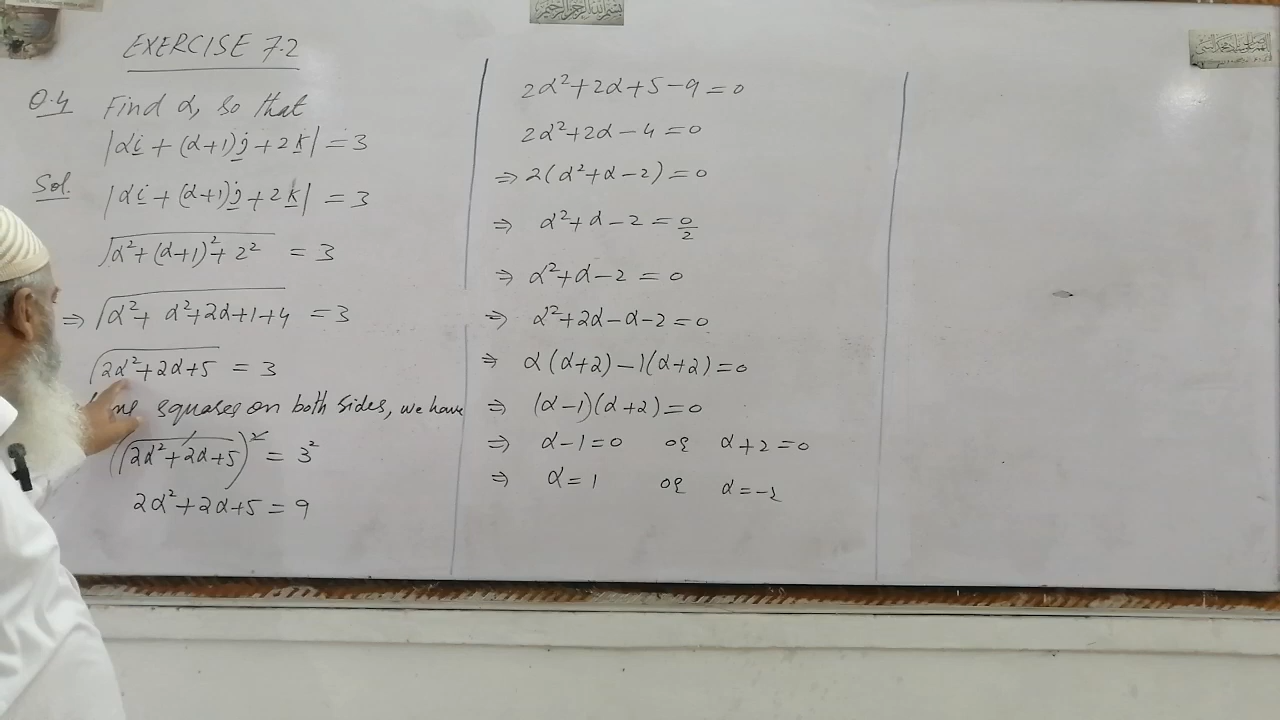 بسم الله الرحمن الرحيم
EXERCISE 7.2
Q.4 Find α, so that
|αi + (α+1)j + 2k| = 3
Sol. |αi + (α+1)j + 2k| = 3
√(α²+(α+1)²+2²) = 3
⇒ √(α²+ α²+2α+1+4) = 3
√(2α²+2α+5) = 3
squares on both sides, we have
(√(2α²+2α+5))² = 3²
2α²+2α+5 = 9
2α²+2α+5-9=0
2α²+2α-4=0
⇒ 2(α²+α-2)=0
⇒ α²+α-2=0/2
⇒ α²+α-2=0
⇒ α²+2α-α-2=0
⇒ α(α+2)-1(α+2)=0
⇒ (α-1)(α+2)=0
⇒ α-1=0 or α+2=0
⇒ α=1 or α=-2